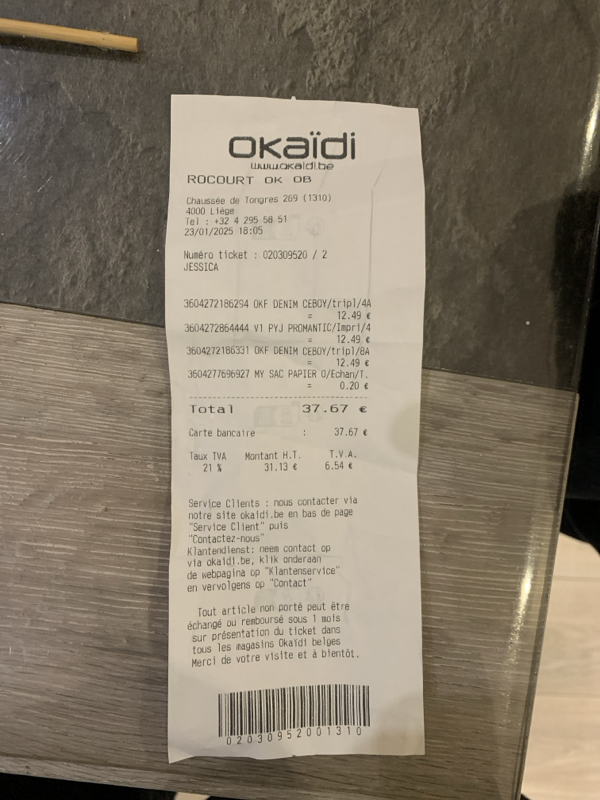 okaïdi
www.okaidi.be
ROCOURT OK OB
Chaussée de Tongres 269 (1310)
4000 Liège
Tel : +32 4 295 58 51
23/01/2025 18:05
Numéro ticket : 020309520 / 2
JESSICA
3604272186294 OKF DENIM CEBOY/tripl/4A
= 12.49 €
3604272864444 V1 PYJ PROMANTIC/Impri/4
= 12.49 €
3604272186331 OKF DENIM CEBOY/tripl/8A
= 12.49 €
3604277696927 MY SAC PAPIER O/Echan/T.
= 0.20 €
Total 37.67 €
Carte bancaire : 37.67 €
Taux TVA Montant H.T. T.V.A.
21 % 31.13 € 6.54 €
Service Clients : nous contacter via
notre site okaidi.be en bas de page
"Service Client" puis
"Contactez-nous"
Klantendienst: neem contact op
via okaidi.be, klik onderaan
de webpagina op "Klantenservice"
en vervolgens op "Contact"
Tout article non porté peut être
échangé ou remboursé sous 1 mois
sur présentation du ticket dans
tous les magasins Okaïdi belges
Merci de votre visite et à bientôt.
02030952001310